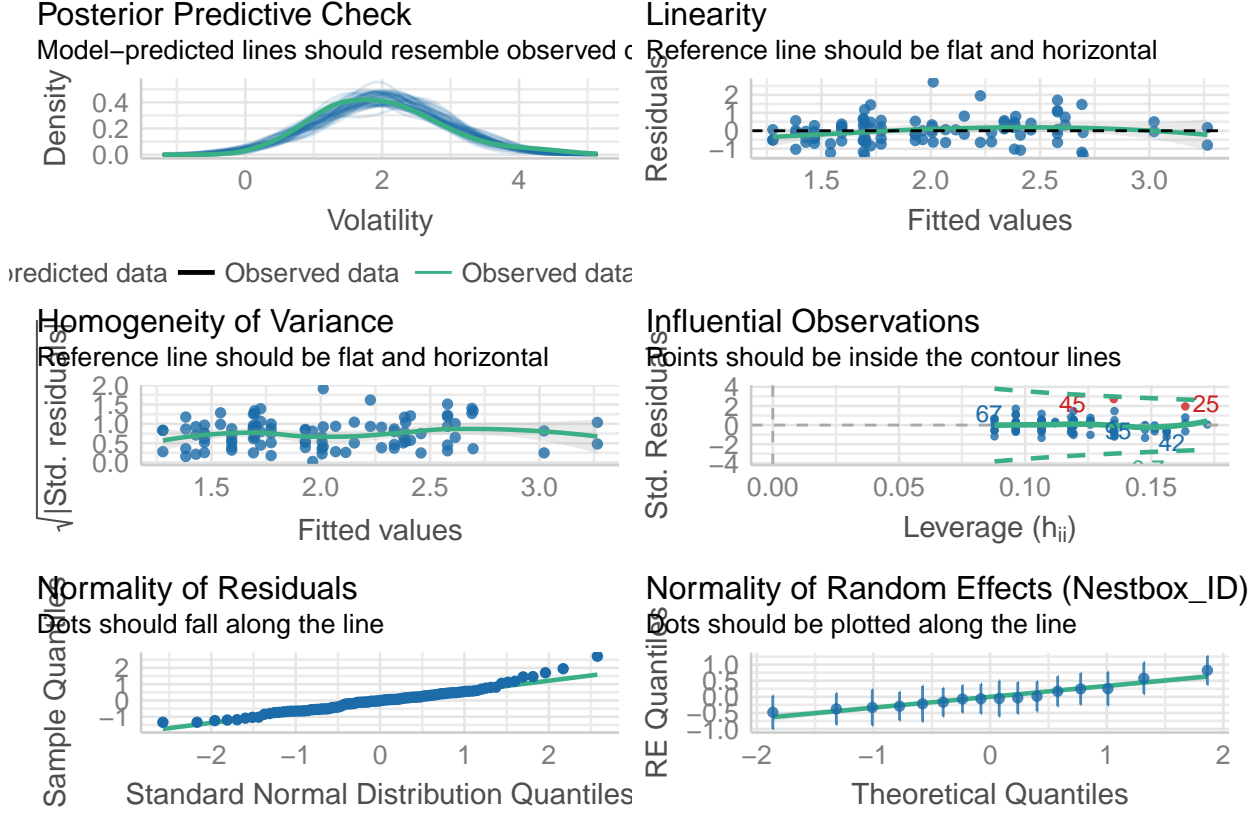 Posterior Predictive Check
Model−predicted lines should resemble observed
Density
0.4
0.2
0.0
0
2
4
Volatility
predicted data
Observed data
Observed data
Linearity
Reference line should be flat and horizontal
Residuals
2
1
0
−1
1.5
2.0
2.5
3.0
Fitted values
Homogeneity of Variance
Reference line should be flat and horizontal
√|Std. residuals|
2.0
1.5
1.0
0.5
0.0
1.5
2.0
2.5
3.0
Fitted values
Influential Observations
Points should be inside the contour lines
Std. Residuals
4
2
0
−2
−4
67
45
25
95
42
0.00
0.05
0.10
0.15
Leverage (hii)
Normality of Residuals
Dots should fall along the line
Sample Quantiles
2
1
0
−1
−2
−1
0
1
2
Standard Normal Distribution Quantiles
Normality of Random Effects (Nestbox_ID)
Dots should be plotted along the line
RE Quantiles
1.0
0.5
0.0
−0.5
−1.0
−2
−1
0
1
2
Theoretical Quantiles